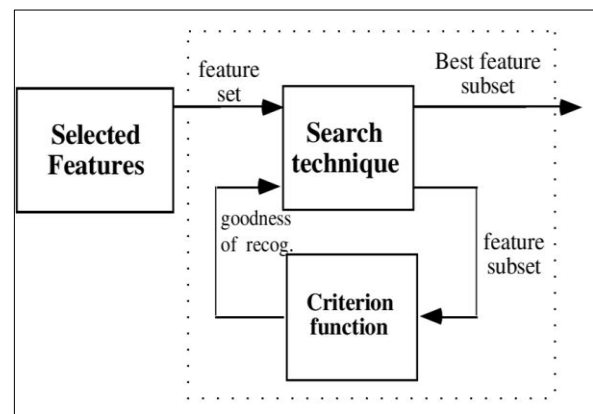 feature
set
Best feature
subset
Selected
Features
Search
technique
goodness
of recog.
feature
subset
Criterion
function